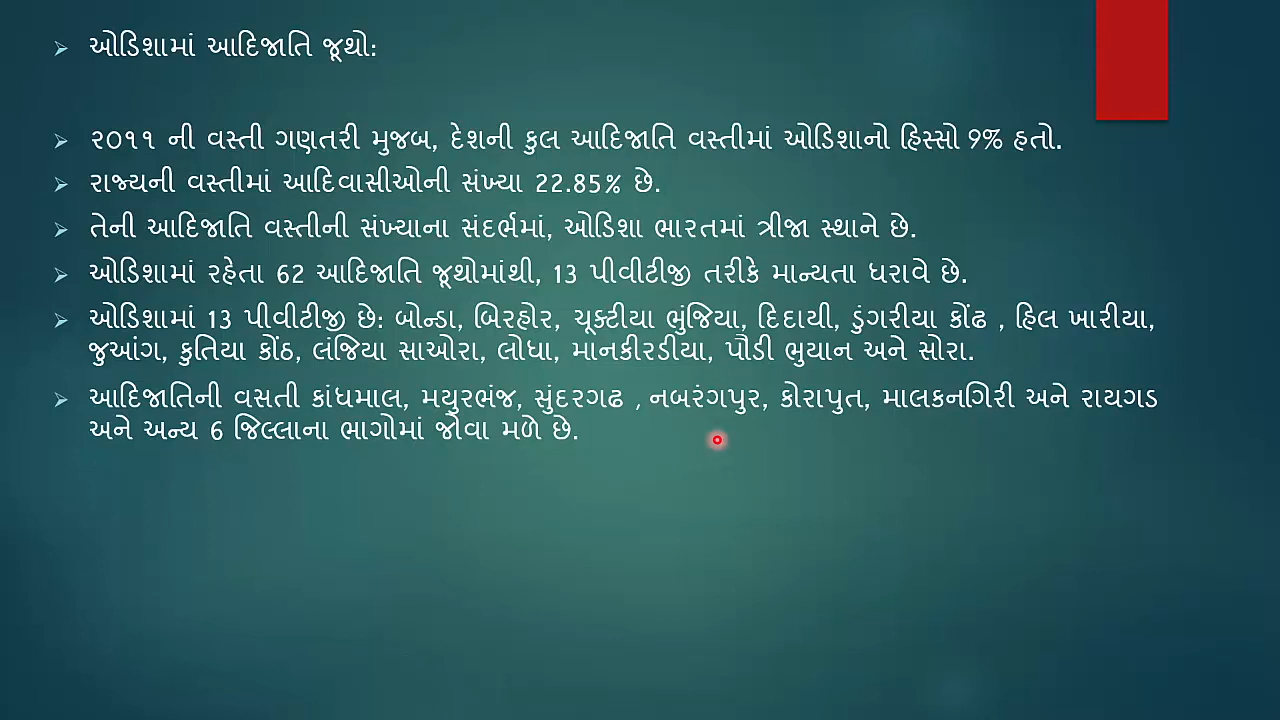 ઓડિશામાં આદિજાતિ જૂથો:
૨૦૧૧ ની વસ્તી ગણતરી મુજબ, દેશની કુલ આદિજાતિ વસ્તીમાં ઓડિશાનો હિસ્સો 9% હતો.
રાજ્યની વસ્તીમાં આદિવાસીઓની સંખ્યા 22.85% છે.
તેની આદિજાતિ વસ્તીની સંખ્યાના સંદર્ભમાં, ઓડિશા ભારતમાં ત્રીજા સ્થાને છે.
ઓડિશામાં રહેતા 62 આદિજાતિ જૂથોમાંથી, 13 પીવીટીજી તરીકે માન્યતા ધરાવે છે.
ઓડિશામાં 13 પીવીટીજી છે: બોન્ડા, બિરહોર, ચૂક્ટીયા ભુંજિયા, દિદાયી, ડુંગરીયા કોંઢ , હિલ ખારીયા,
જુઆંગ, કુતિયા કોંઠ, લંજિયા સાઓરા, લોધા, માનકીરડીયા, પૌડી ભુયાન અને સોરા.
આદિજાતિની વસતી કાંધમાલ, મયુરભંજ, સુંદરગઢ , નબરંગપુર, કોરાપુત, માલકનગિરી અને રાયગડ
અને અન્ય 6 જિલ્લાના ભાગોમાં જોવા મળે છે.